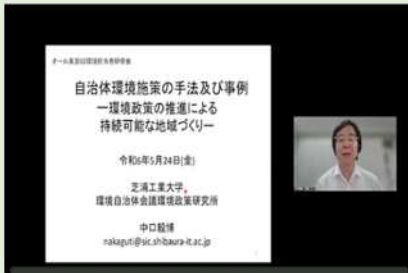 オール東京62環境担当者研修会
自治体環境施策の手法及び事例
ー環境政策の推進による
持続可能な地域づくりー
令和6年5月24日(金)
芝浦工業大学
環境自治体会議環境政策研究所
中口毅博
nakaguti@sic.shibaura-it.ac.jp